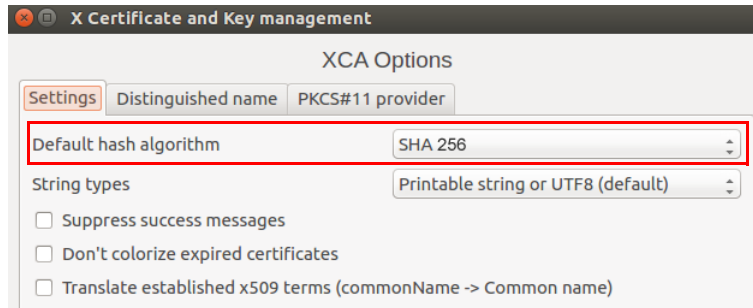 X Certificate and Key management
XCA Options
Settings Distinguished name PKCS#11 provider
Default hash algorithm SHA 256
String types Printable string or UTF8 (default)
Suppress success messages
Don't colorize expired certificates
Translate established x509 terms (commonName -> Common name)